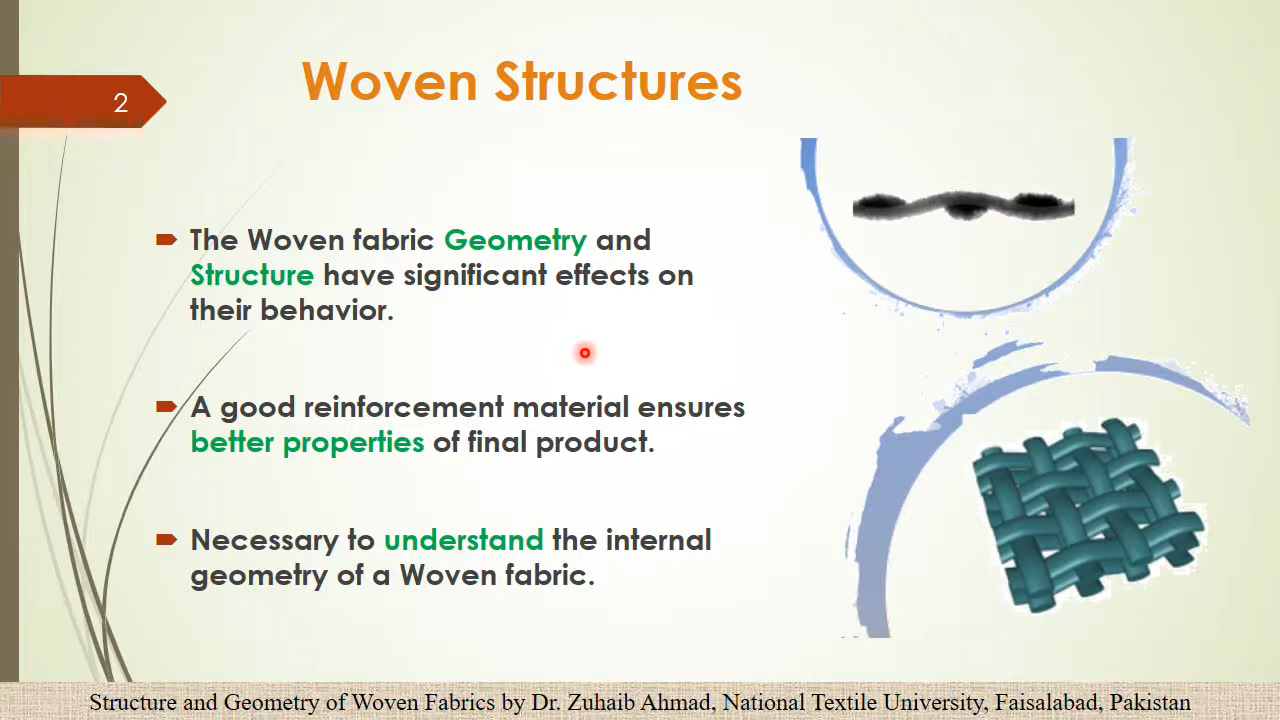 Woven Structures
2
The Woven fabric Geometry and
Structure have significant effects on
their behavior.
A good reinforcement material ensures
better properties of final product.
Necessary to understand the internal
geometry of a Woven fabric.
Structure and Geometry of Woven Fabrics by Dr. Zuhaib Ahmad, National Textile University, Faisalabad, Pakistan